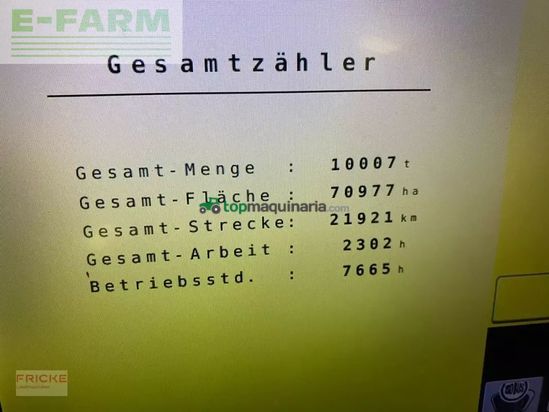 E-FARM
Gesamtzähler
Gesamt-Menge : 10007 t
Gesamt-Fläche : 70977 ha
topmaquinaria.com
Gesamt-Strecke: 21921 km
Gesamt-Arbeit : 2302 h
Betriebsstd. : 7665 h
FRICKE